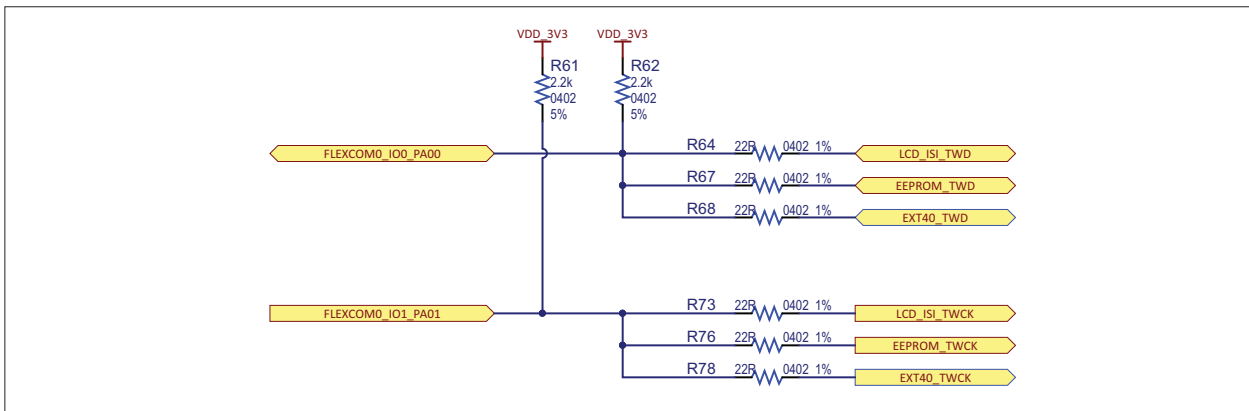 VDD_3V3 VDD_3V3
R61 R62
2.2k 2.2k
0402 0402
5% 5%
FLEXCOM0_IO0_PA00 R64 22R 0402 1% LCD_ISI_TWD
R67 22R 0402 1% EEPROM_TWD
R68 22R 0402 1% EXT40_TWD
FLEXCOM0_IO1_PA01 R73 22R 0402 1% LCD_ISI_TWCK
R76 22R 0402 1% EEPROM_TWCK
R78 22R 0402 1% EXT40_TWCK